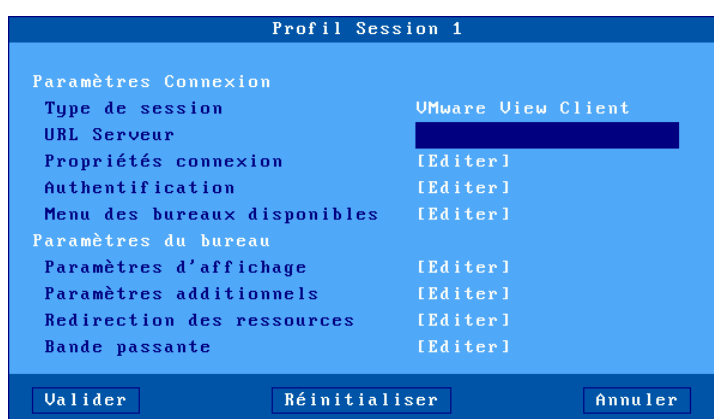 Profil Session 1
Paramètres Connexion
Type de session VMware View Client
URL Serveur
Propriétés connexion [Editer]
Authentification [Editer]
Menu des bureaux disponibles [Editer]
Paramètres du bureau
Paramètres d'affichage [Editer]
Paramètres additionnels [Editer]
Redirection des ressources [Editer]
Bande passante [Editer]
Valider Réinitialiser Annuler